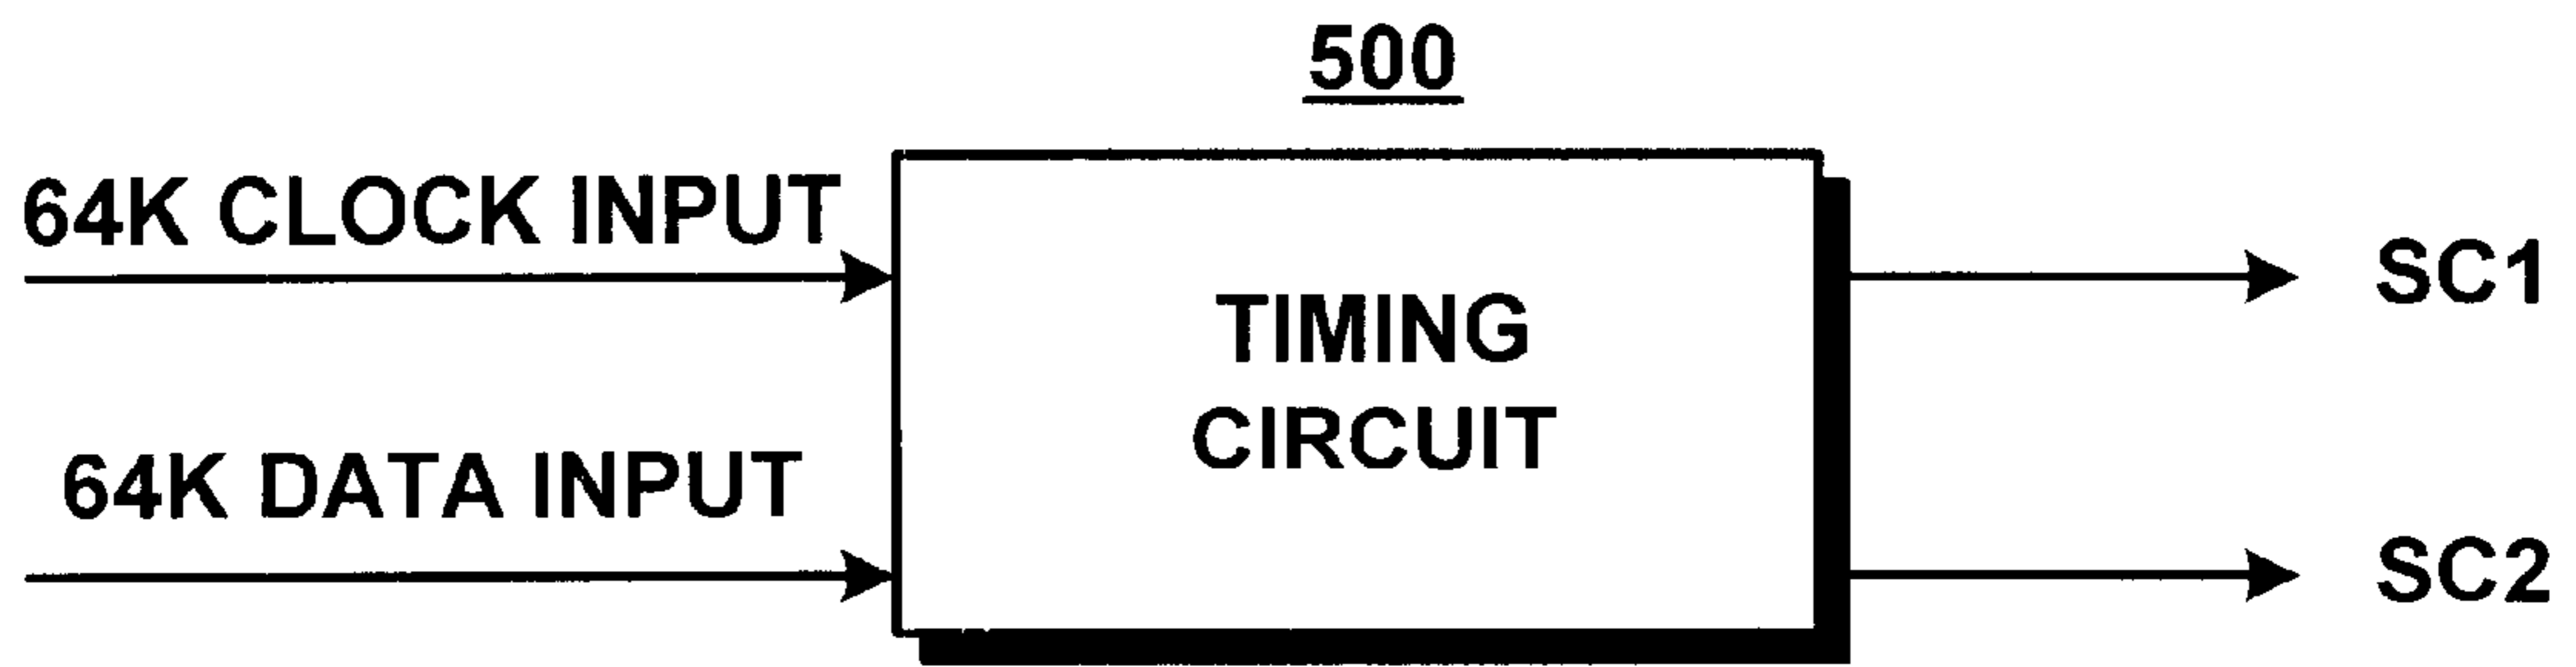 500
64K CLOCK INPUT
SC1
TIMING
CIRCUIT
64K DATA INPUT
SC2